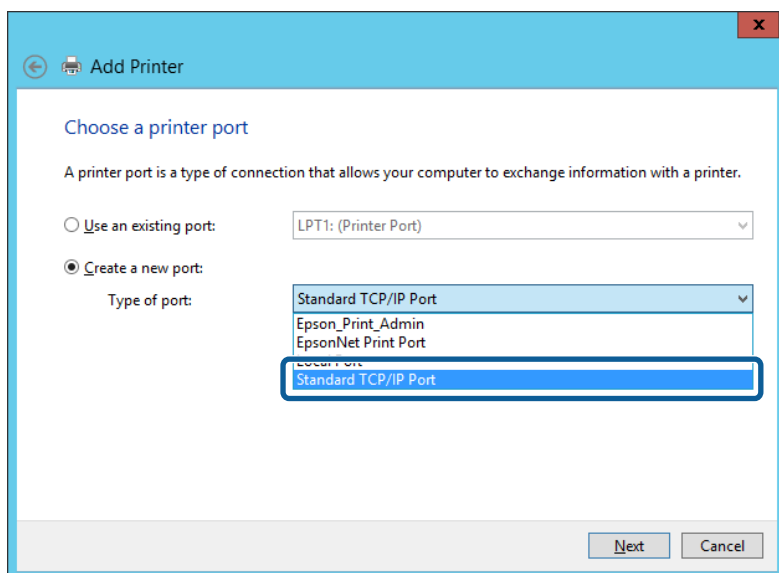 x
Add Printer
Choose a printer port
A printer port is a type of connection that allows your computer to exchange information with a printer.
Use an existing port: LPT1: (Printer Port)
Create a new port:
Type of port: Standard TCP/IP Port
Epson_Print_Admin
EpsonNet Print Port
Local Port
Standard TCP/IP Port
Next Cancel